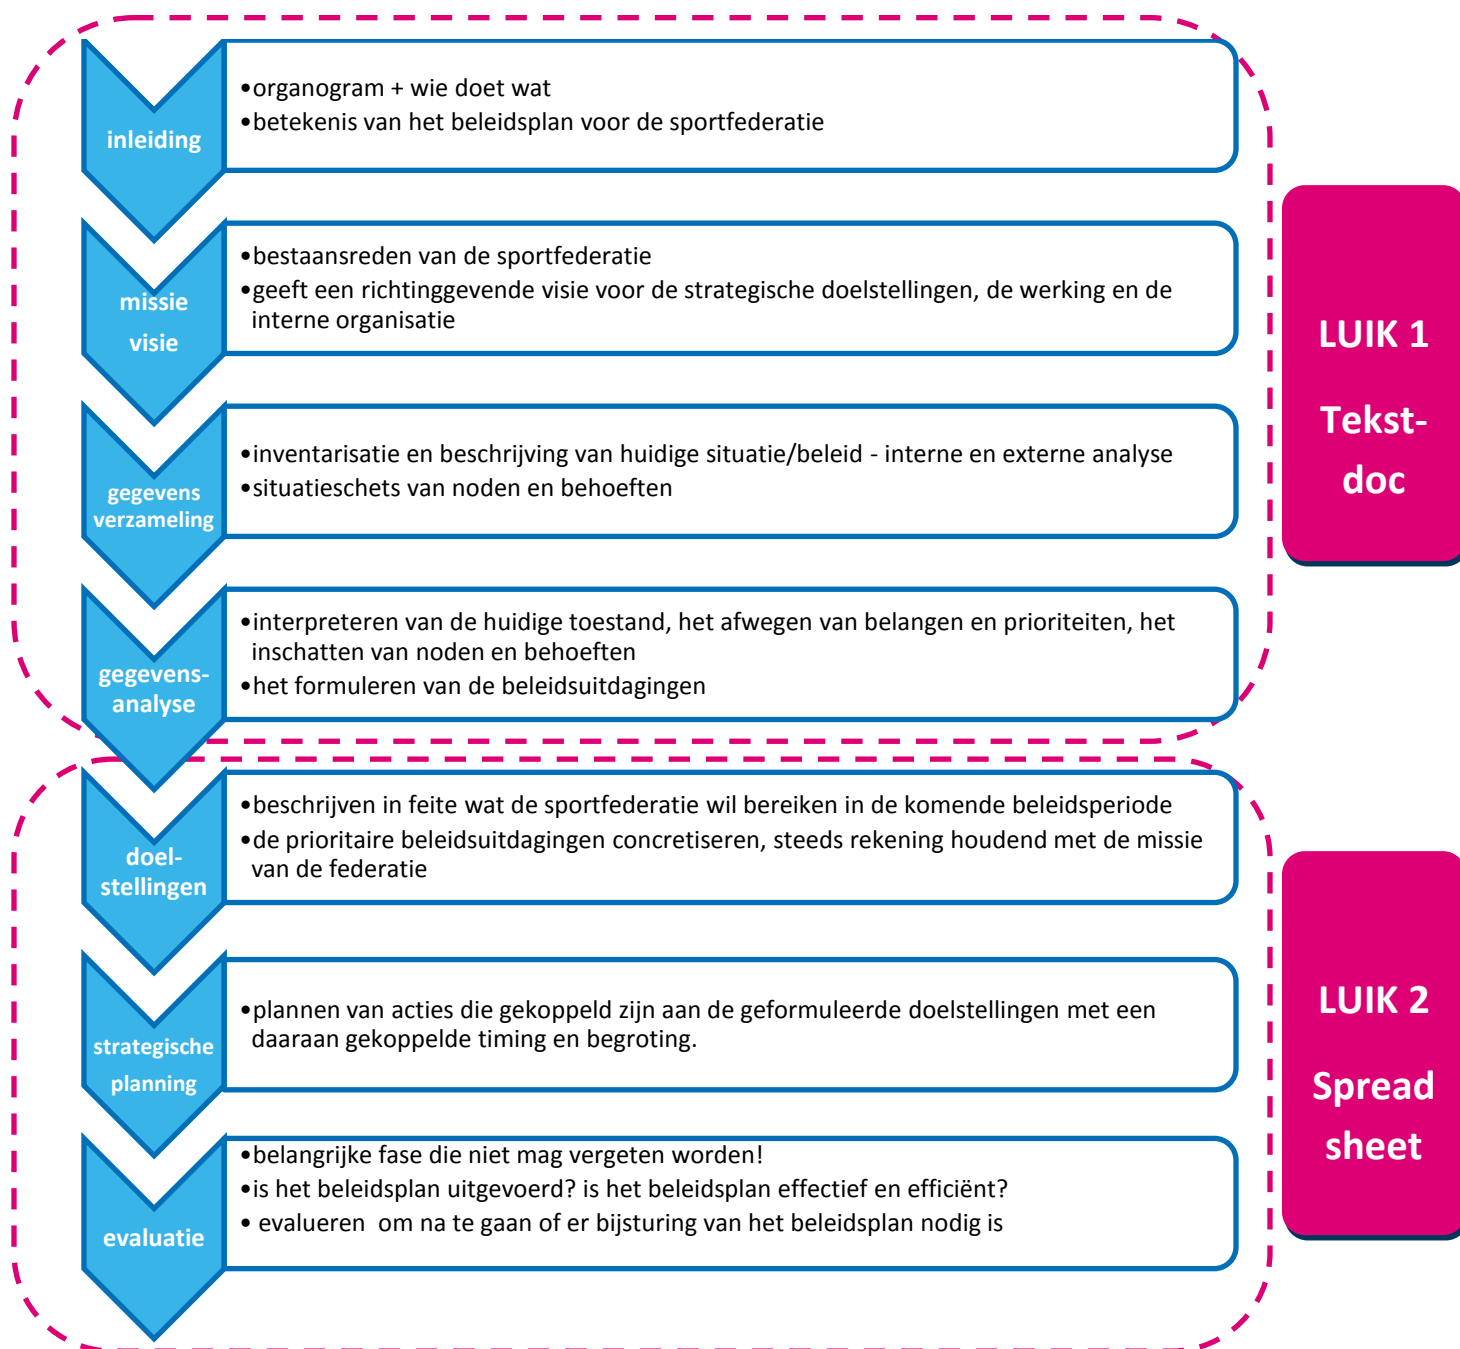 inleiding
•organogram + wie doet wat
•betekenis van het beleidsplan voor de sportfederatie
missie
visie
•bestaansreden van de sportfederatie
•geeft een richtinggevende visie voor de strategische doelstellingen, de werking en de
interne organisatie
gegevens
verzameling
•inventarisatie en beschrijving van huidige situatie/beleid - interne en externe analyse
•situatieschets van noden en behoeften
gegevens-
analyse
•interpreteren van de huidige toestand, het afwegen van belangen en prioriteiten, het
inschatten van noden en behoeften
•het formuleren van de beleidsuitdagingen
LUIK 1
Tekst-
doc
doel-
stellingen
•beschrijven in feite wat de sportfederatie wil bereiken in de komende beleidsperiode
•de prioritaire beleidsuitdagingen concretiseren, steeds rekening houdend met de missie
van de federatie
strategische
planning
•plannen van acties die gekoppeld zijn aan de geformuleerde doelstellingen met een
daaraan gekoppelde timing en begroting.
evaluatie
•belangrijke fase die niet mag vergeten worden!
•is het beleidsplan uitgevoerd? is het beleidsplan effectief en efficiënt?
• evalueren  om na te gaan of er bijsturing van het beleidsplan nodig is
LUIK 2
Spread
sheet